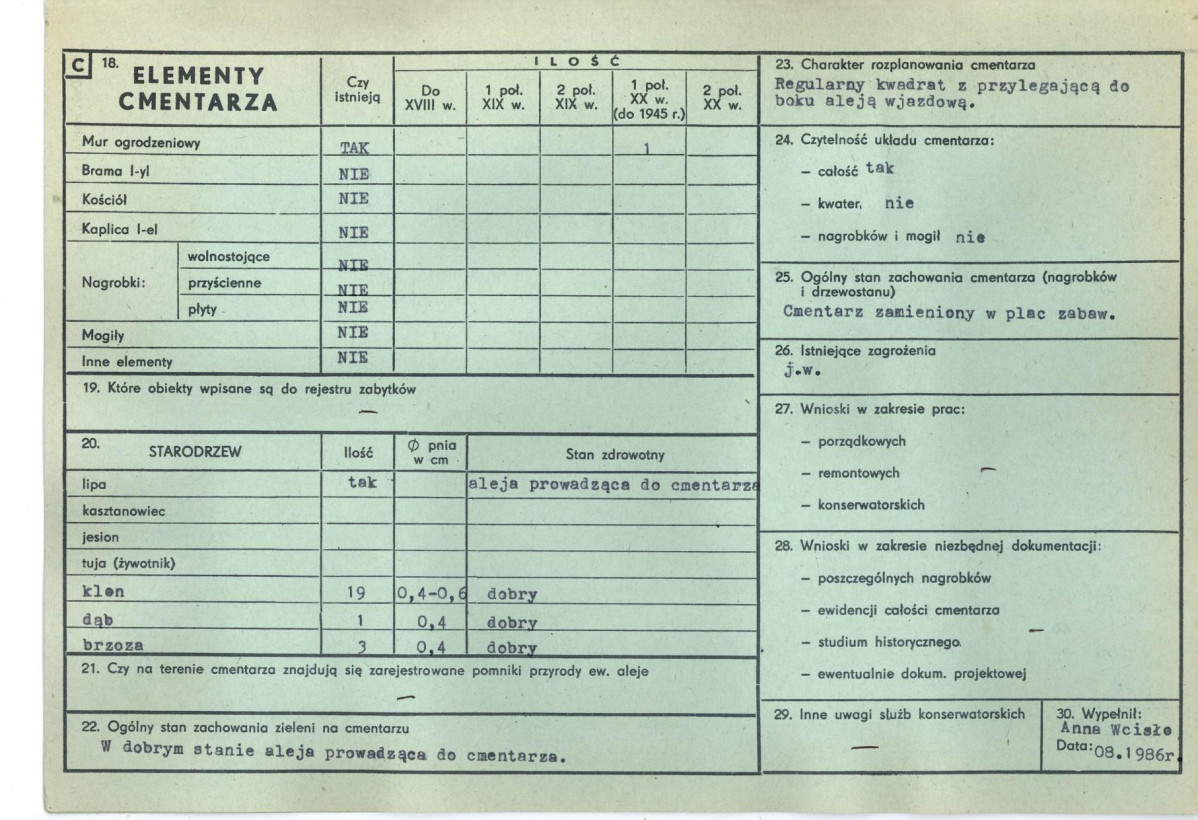 C 18. ELEMENTY
CMENTARZA
Czy
istnieją
ILOŚĆ
Do
XVIII w.
1 poł.
XIX w.
2 poł.
XIX w.
1 poł.
XX w.
(do 1945 r.)
2 poł.
XX w.
Mur ogrodzeniowy TAK 1
Brama I-yl NIE
Kościół NIE
Kaplica I-el NIE
Nagrobki:
wolnostojące NIE
przyścienne NIE
płyty NIE
Mogiły NIE
Inne elementy NIE
19. Które obiekty wpisane są do rejestru zabytków
—
20. STARODRZEW
Ilość
Ø pnia
w cm
Stan zdrowotny
lipa tak aleja prowadząca do cmentarza
kasztanowiec
jesion
tuja (żywotnik)
klon 19 0,4-0,6 dobry
dąb 1 0,4 dobry
brzoza 3 0,4 dobry
21. Czy na terenie cmentarza znajdują się zarejestrowane pomniki przyrody ew. aleje
—
22. Ogólny stan zachowania zieleni na cmentarzu
W dobrym stanie aleja prowadząca do cmentarza.
23. Charakter rozplanowania cmentarza
Regularny kwadrat z przylegającą do
boku aleją wjazdową.
24. Czytelność układu cmentarza:
— całość tak
— kwater, nie
— nagrobków i mogił nie
25. Ogólny stan zachowania cmentarza (nagrobków
i drzewostanu)
Cmentarz zamieniony w plac zabaw.
26. Istniejące zagrożenia
j.w.
27. Wnioski w zakresie prac:
— porządkowych
— remontowych —
— konserwatorskich
28. Wnioski w zakresie niezbędnej dokumentacji:
— poszczególnych nagrobków
— ewidencji całości cmentarza
— studium historycznego. —
— ewentualnie dokum. projektowej
29. Inne uwagi służb konserwatorskich
—
30. Wypełnił:
Anna Wcisło
Data: 08.1986r.